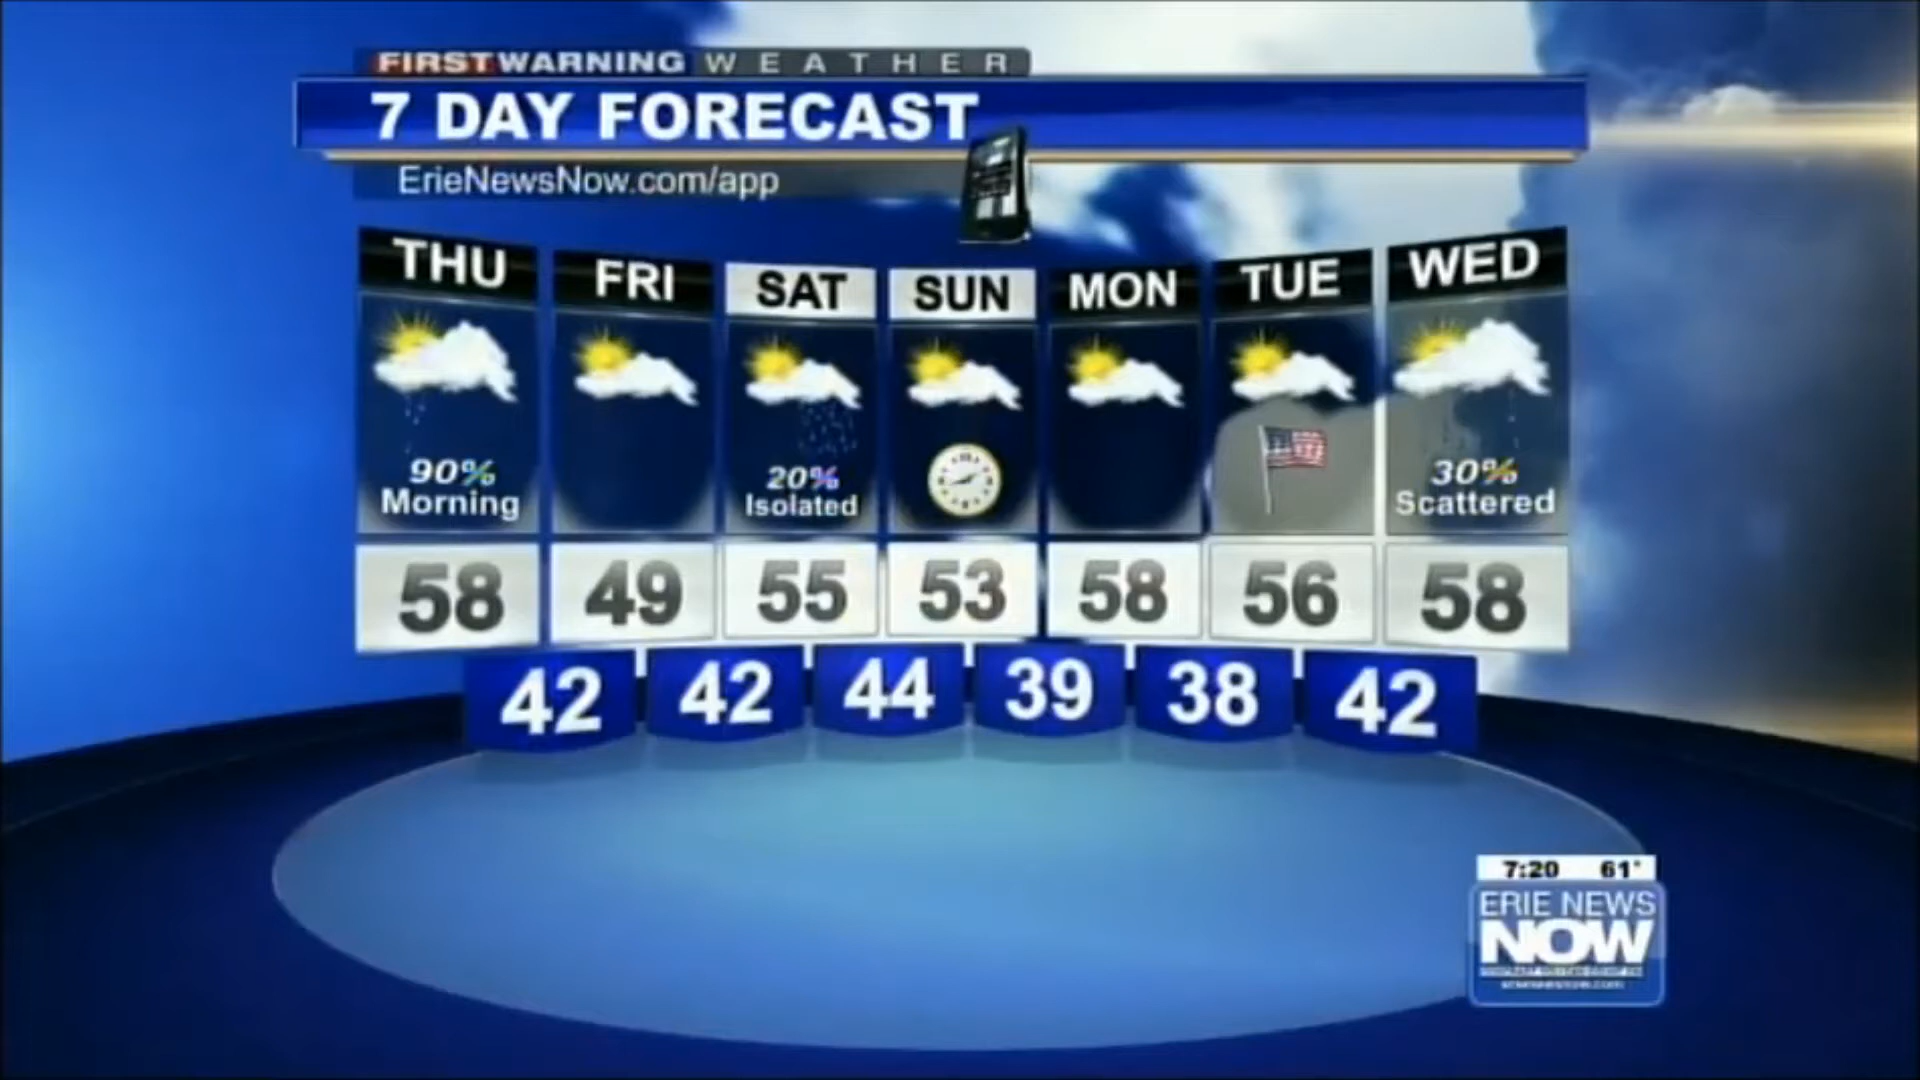 FIRST WARNING WEATHER
7 DAY FORECAST
ErieNewsNow.com/app
THU FRI SAT SUN MON TUE WED
90% 20% 30%
Morning Isolated Scattered
58 49 55 53 58 56 58
42 42 44 39 38 42
7:20 61°
ERIE NEWS
NOW